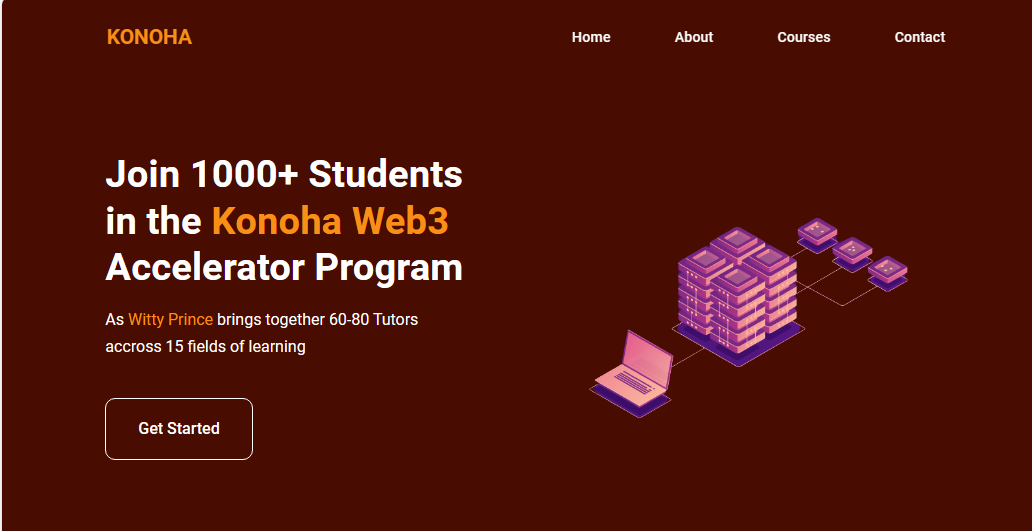 KONOHA
Home About Courses Contact
Join 1000+ Students
in the Konoha Web3
Accelerator Program
As Witty Prince brings together 60-80 Tutors
accross 15 fields of learning
Get Started